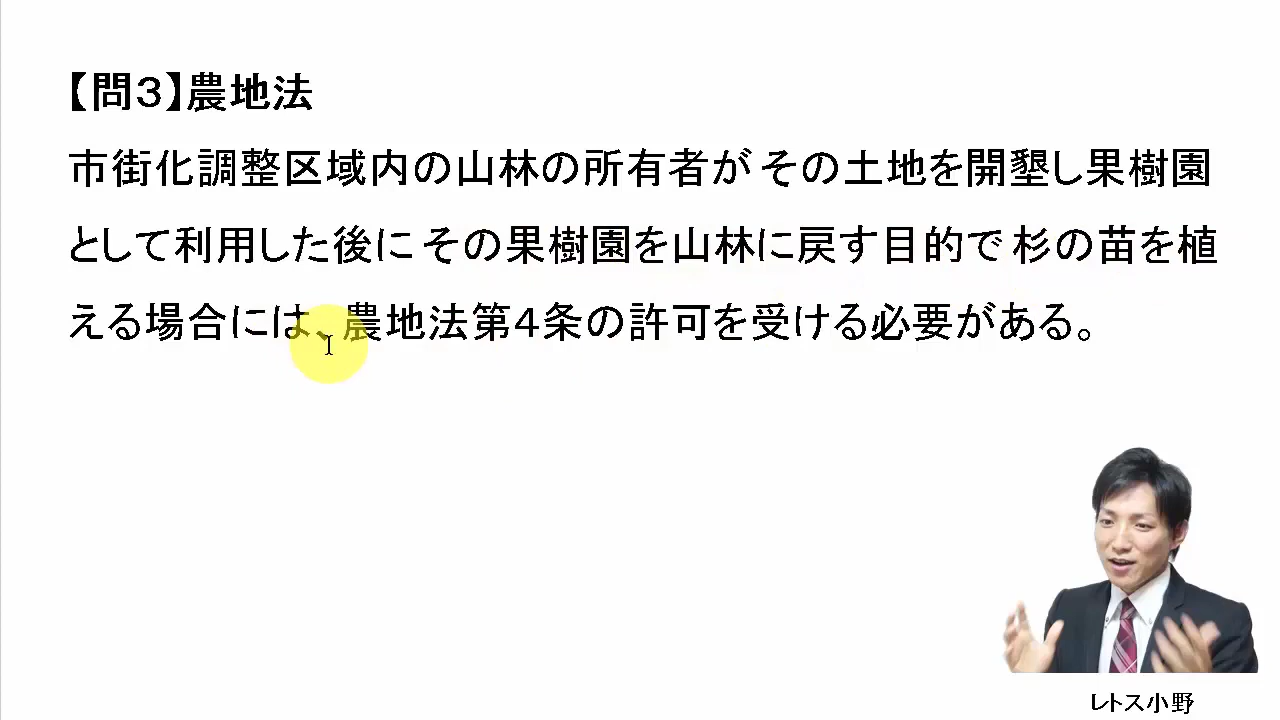 【問３】農地法
市街化調整区域内の山林の所有者がその土地を開墾し果樹園
として利用した後にその果樹園を山林に戻す目的で杉の苗を植
える場合には、農地法第４条の許可を受ける必要がある。
レトス小野